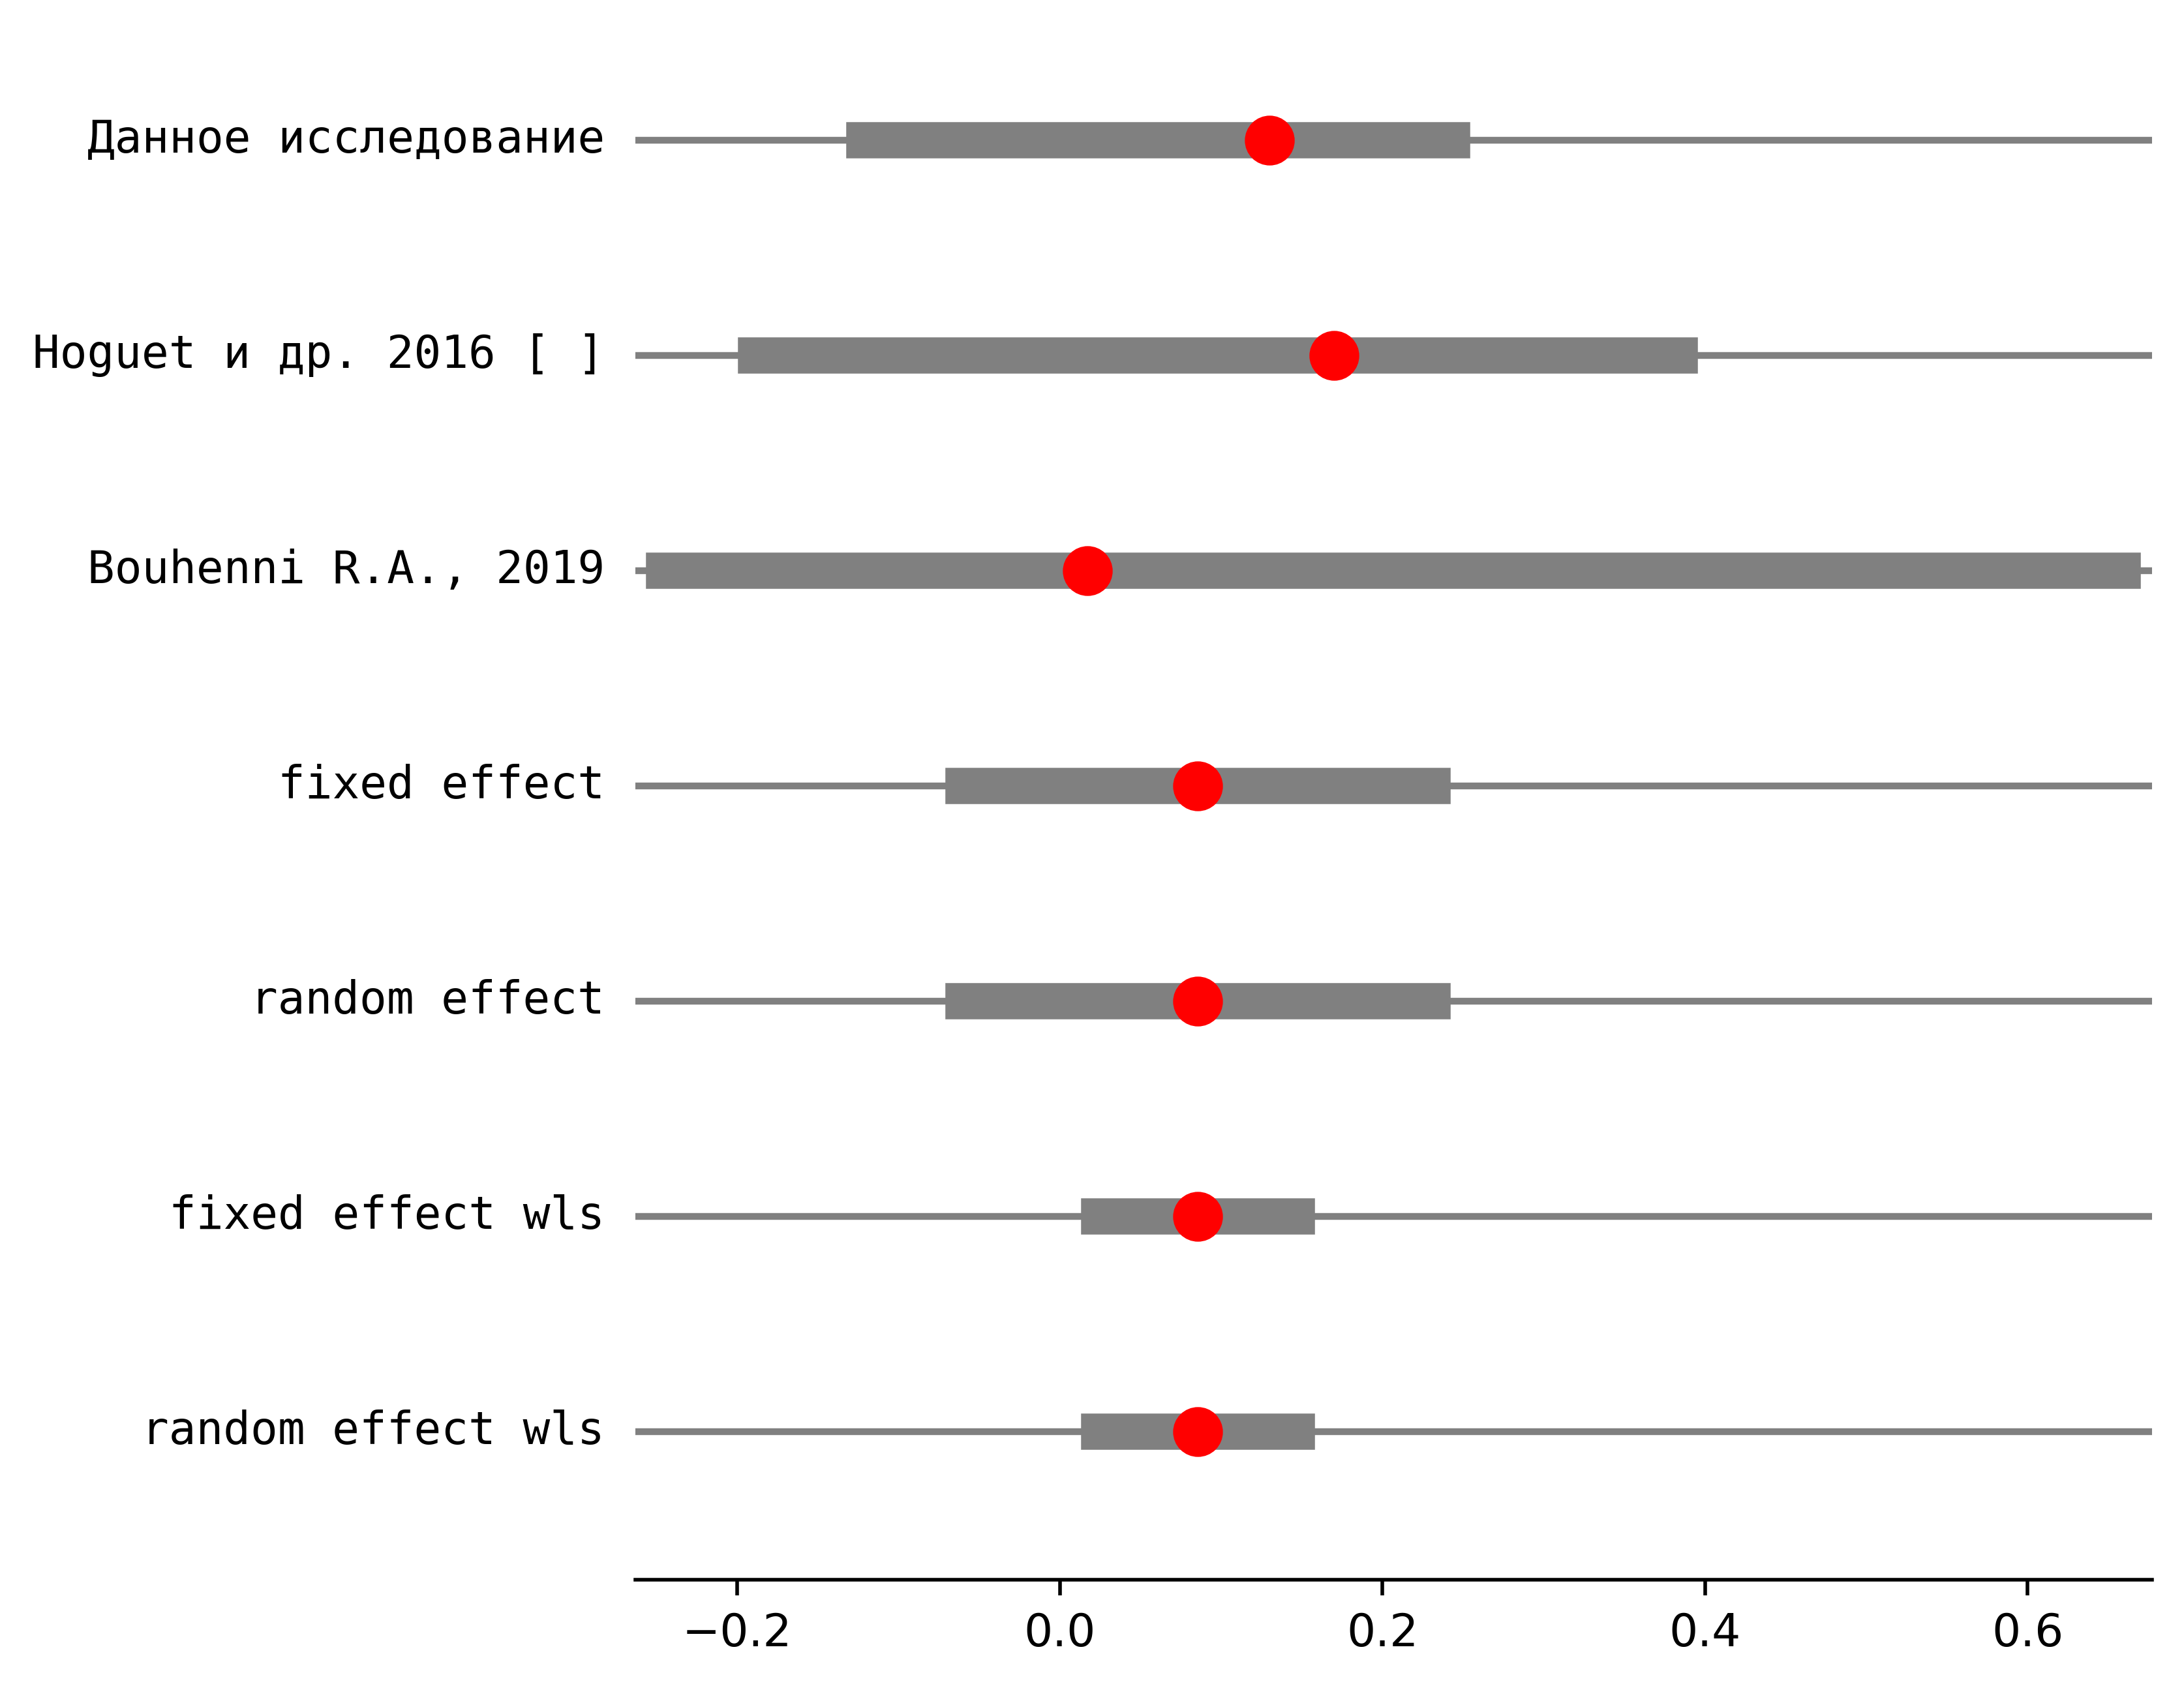 Данное исследование
Hoguet и др. 2016 [ ]
Bouhenni R.A., 2019
fixed effect
random effect
fixed effect wls
random effect wls
−0.2 0.0 0.2 0.4 0.6